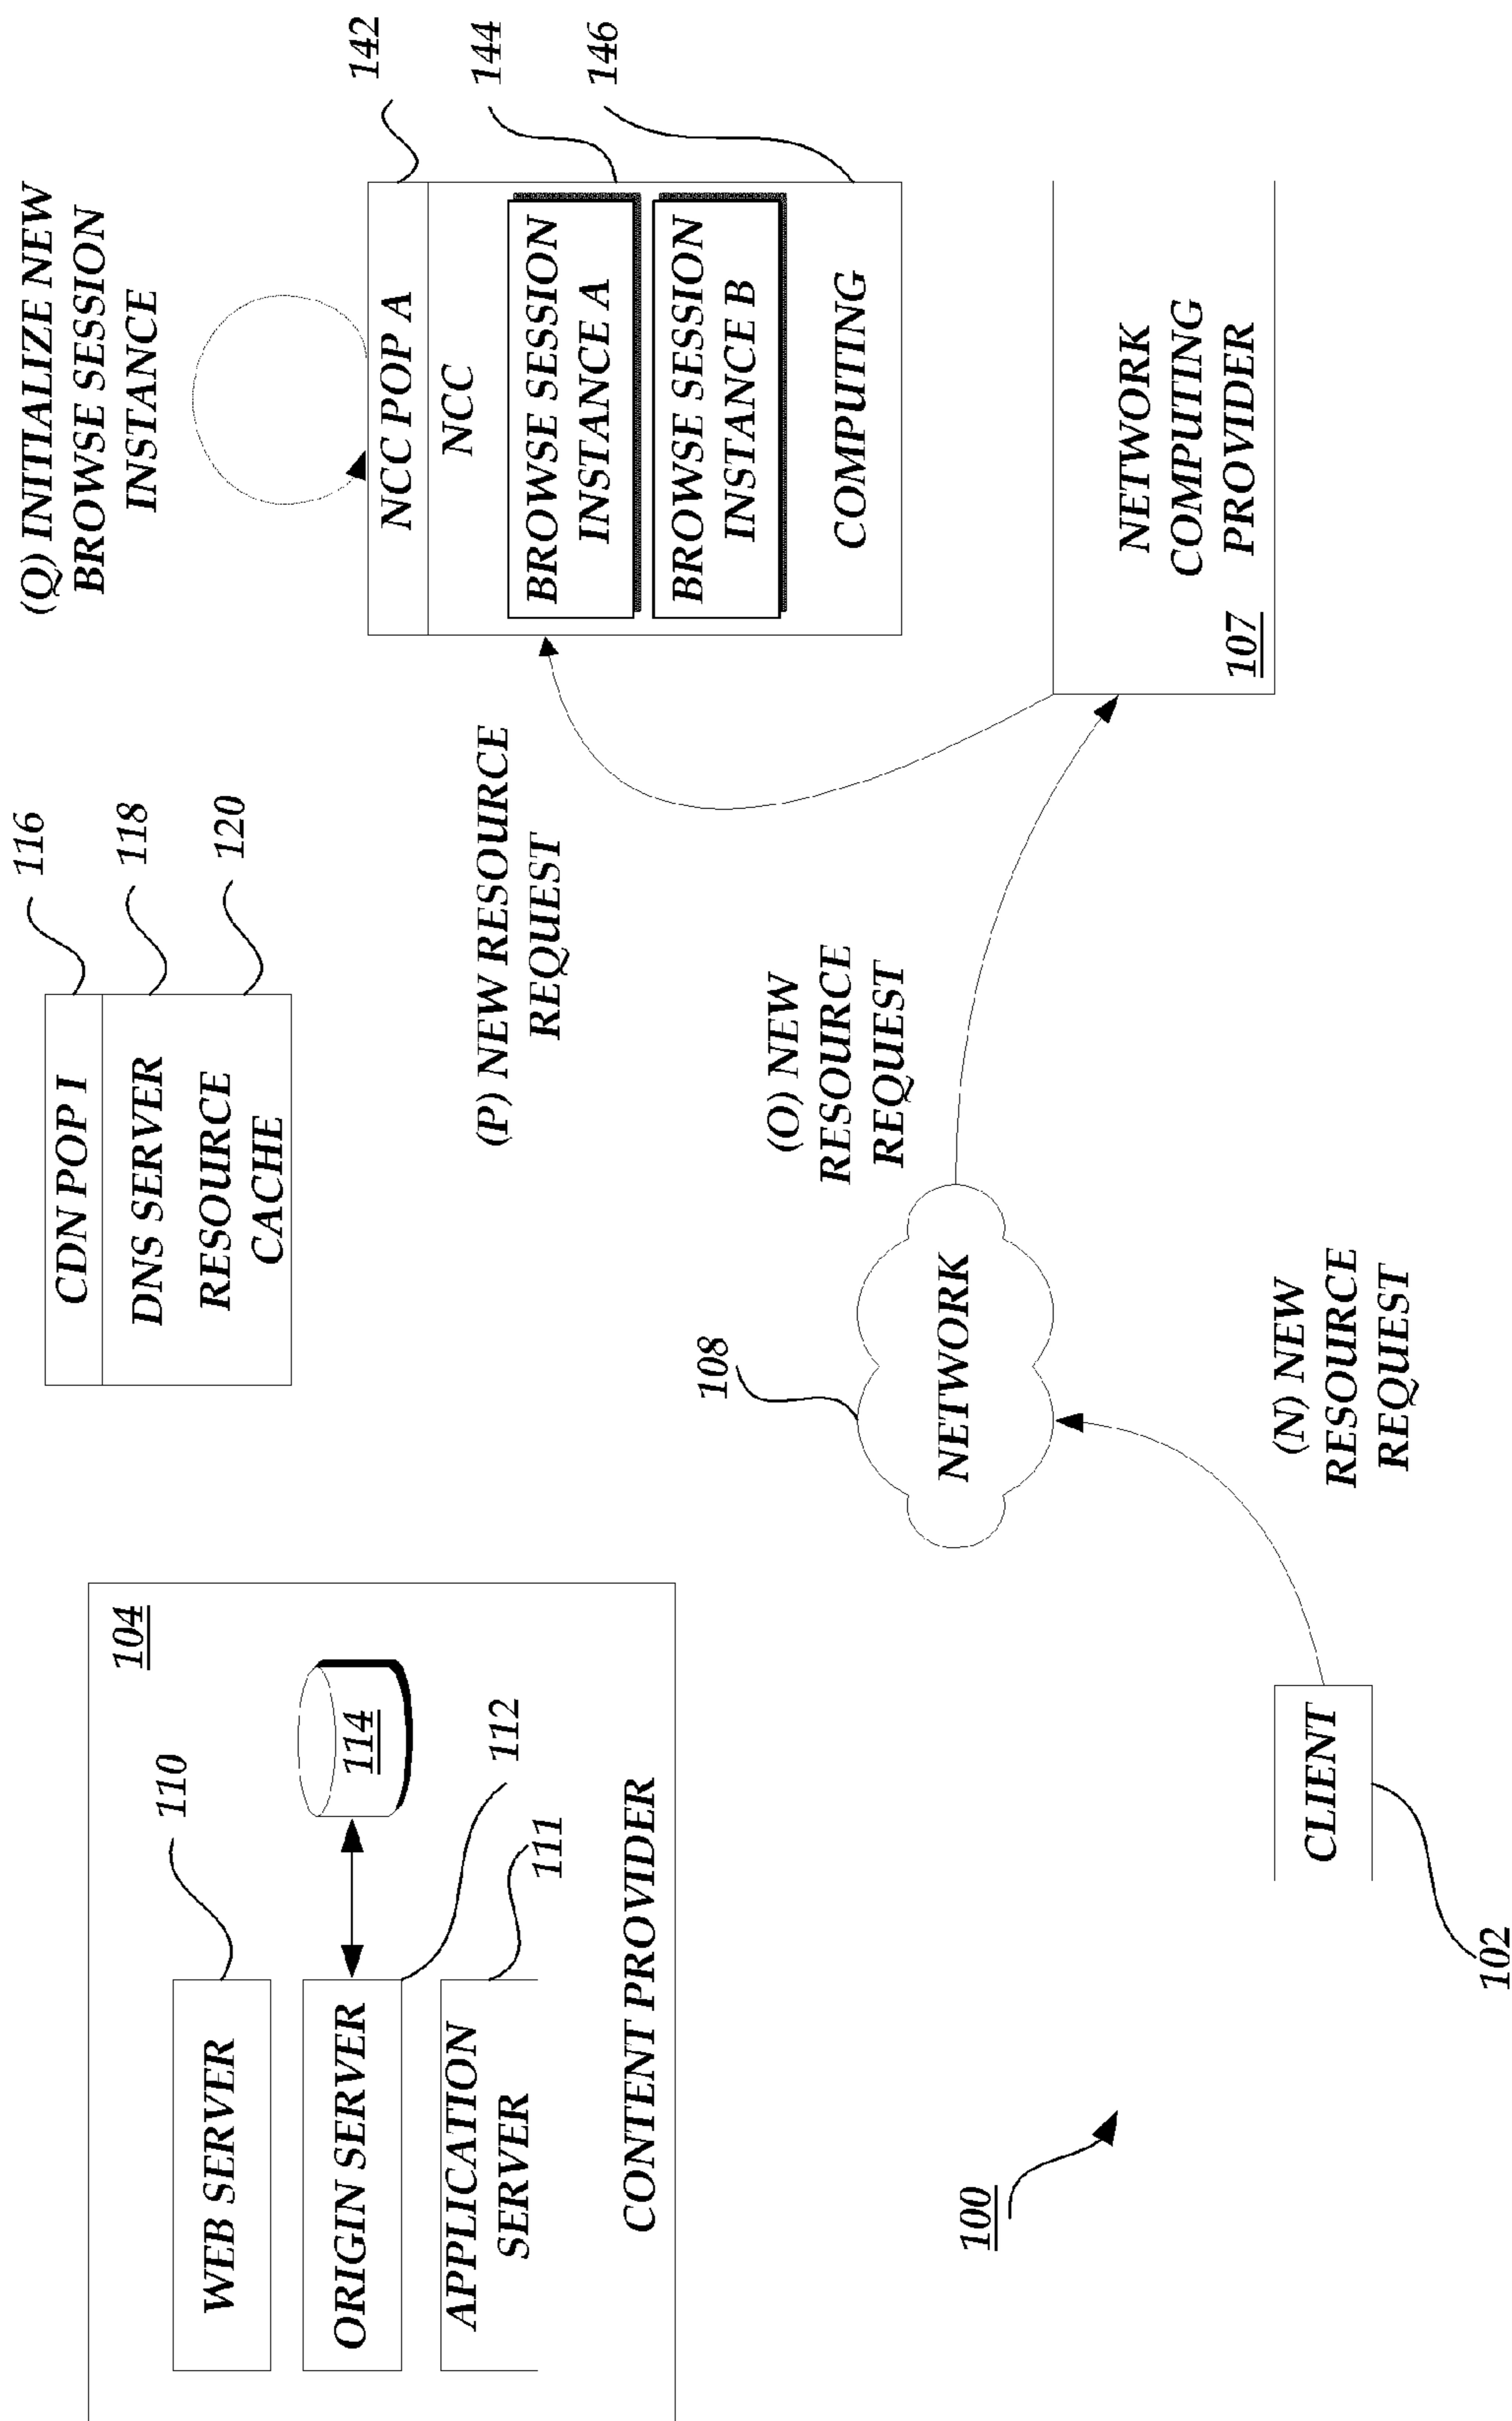 104
110
WEB SERVER
114
ORIGIN SERVER
112
111
APPLICATION
SERVER
CONTENT PROVIDER
116
CDN POP I
118
DNS SERVER
120
RESOURCE
CACHE
(Q) INITIALIZE NEW
BROWSE SESSION
INSTANCE
142
NCC POP A
144
NCC
146
BROWSE SESSION
INSTANCE A
BROWSE SESSION
INSTANCE B
COMPUTING
(P) NEW RESOURCE
REQUEST
108
NETWORK
(O) NEW
RESOURCE
REQUEST
NETWORK
COMPUTING
PROVIDER
107
100
CLIENT
102
(N) NEW
RESOURCE
REQUEST